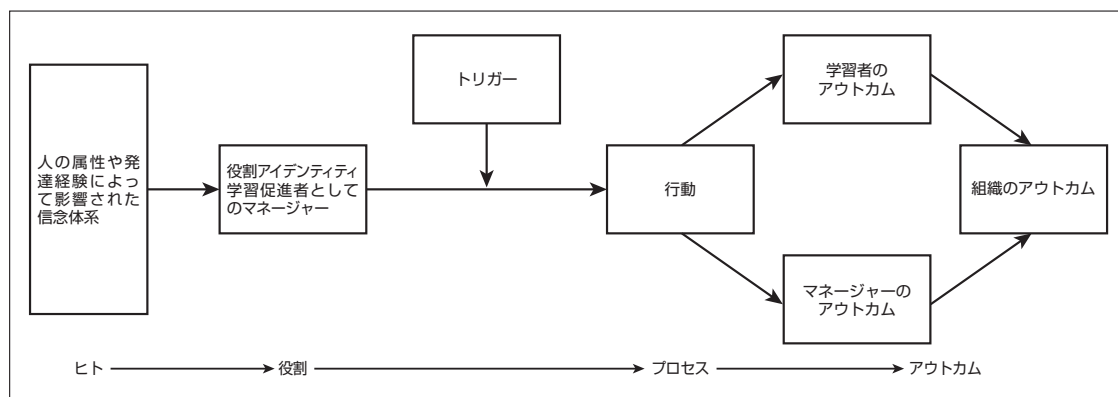 人の属性や発
達経験によっ
て影響された
信念体系
役割アイデンティティ
学習促進者として
のマネージャー
トリガー
行動
学習者の
アウトカム
マネージャーの
アウトカム
組織のアウトカム
ヒト
役割
プロセス
アウトカム